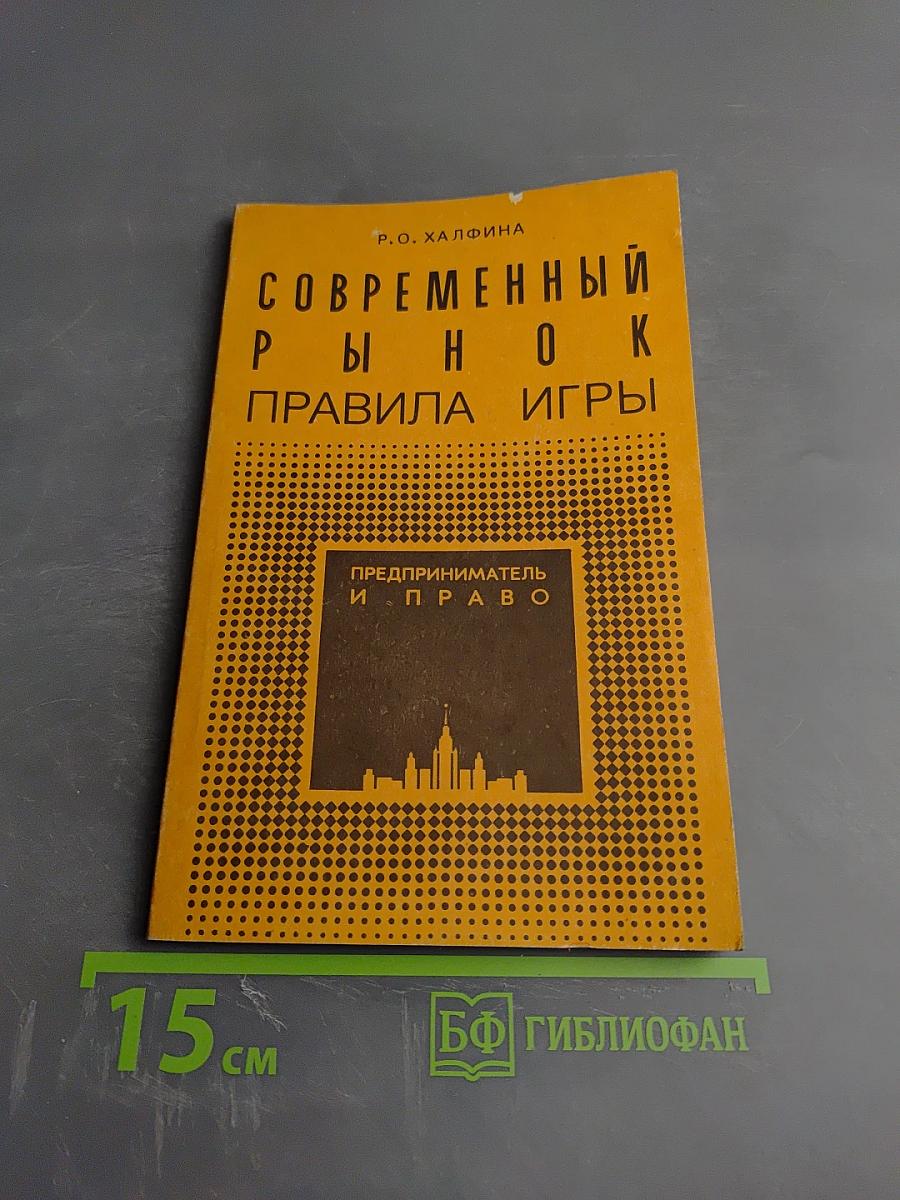 Р.О. ХАЛФИНА
СОВРЕМЕННЫЙ
РЫНОК
ПРАВИЛА ИГРЫ
ПРЕДПРИНИМАТЕЛЬ
И ПРАВО
15 см
БФ ГИБЛИОФАН